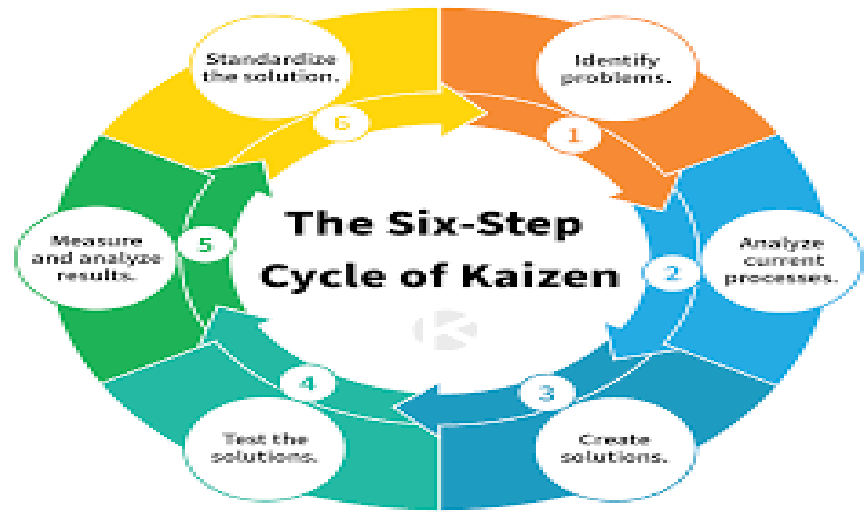 The Six-Step
Cycle of Kaizen
1
Identify
problems.
2
Analyze
current
processes.
3
Create
solutions.
4
Test the
solutions.
5
Measure
and analyze
results.
6
Standardize
the solution.
K